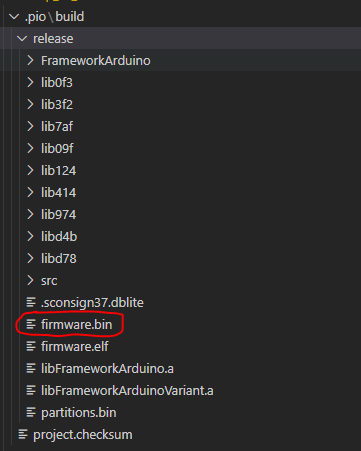 .pio\build
release
FrameworkArduino
lib0f3
lib3f2
lib7af
lib09f
lib124
lib414
lib974
libd4b
libd78
src
.sconsign37.dblite
firmware.bin
firmware.elf
libFrameworkArduino.a
libFrameworkArduinoVariant.a
partitions.bin
project.checksum